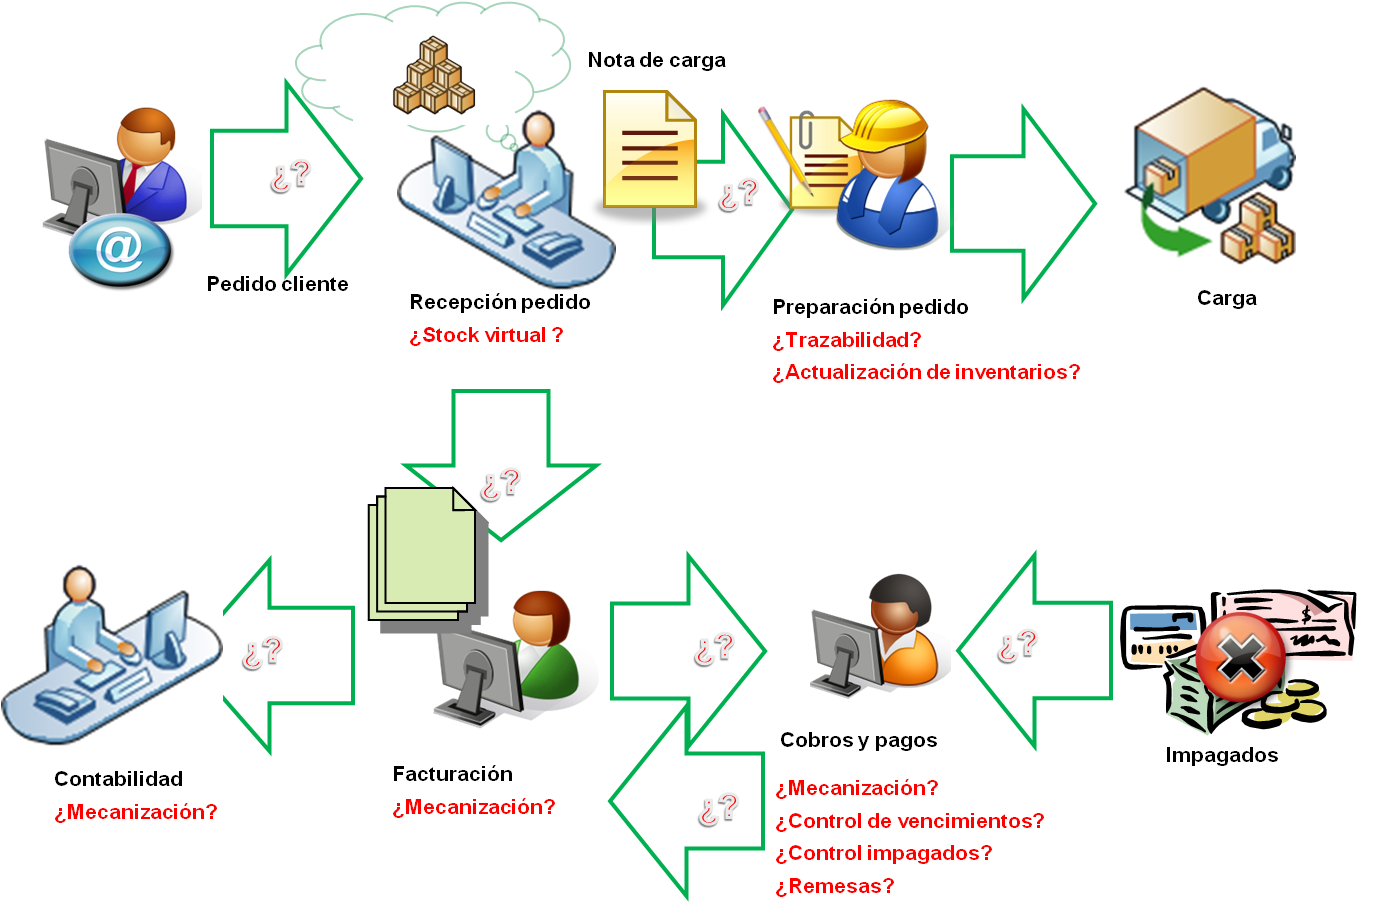 Nota de carga
¿?
¿?
@
Pedido cliente
Recepción pedido
¿Stock virtual ?
Preparación pedido
¿Trazabilidad?
¿Actualización de inventarios?
Carga
¿?
¿?
¿?
¿?
$
Contabilidad
¿Mecanización?
Facturación
¿Mecanización?
¿?
Cobros y pagos
¿Mecanización?
¿Control de vencimientos?
¿Control impagados?
¿Remesas?
Impagados